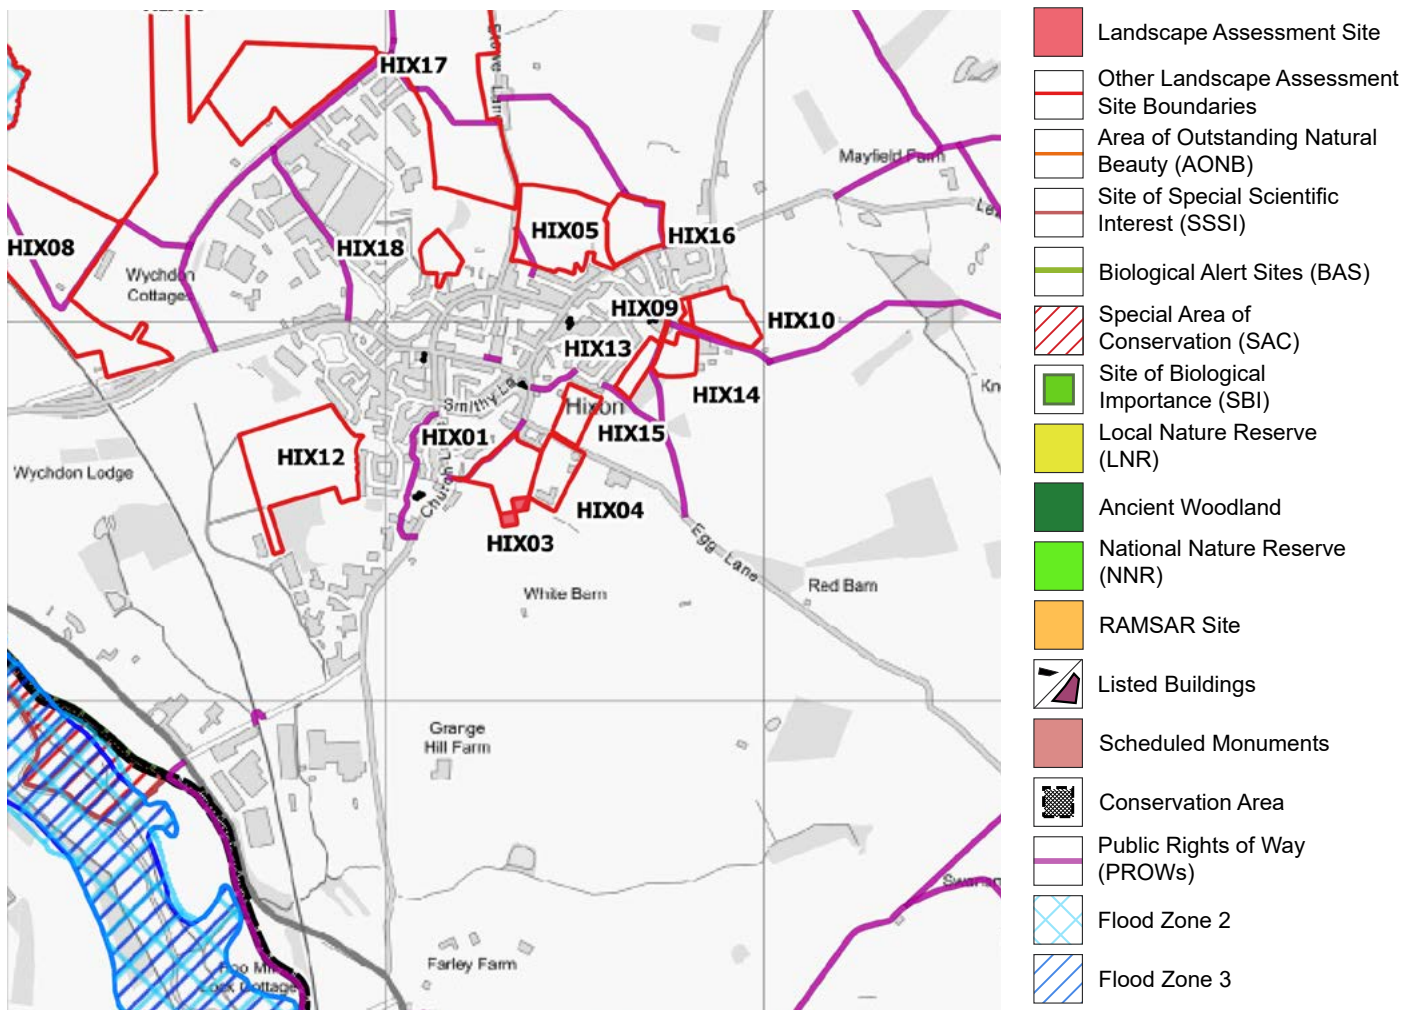 HIX17
Stowe Lane
Mayfield Farm
HIX05
HIX16
HIX08
HIX18
Wychdon
Cottages
HIX09
HIX10
HIX13
Smithy La
Hixon
HIX14
HIX01
HIX15
HIX12
Wychdon Lodge
Church Lane
HIX04
HIX03
Egg Lane
White Barn
Red Barn
Grange
Hill Farm
Farley Farm
Lock Cottage
Landscape Assessment Site
Other Landscape Assessment
Site Boundaries
Area of Outstanding Natural
Beauty (AONB)
Site of Special Scientific
Interest (SSSI)
Biological Alert Sites (BAS)
Special Area of
Conservation (SAC)
Site of Biological
Importance (SBI)
Local Nature Reserve
(LNR)
Ancient Woodland
National Nature Reserve
(NNR)
RAMSAR Site
Listed Buildings
Scheduled Monuments
Conservation Area
Public Rights of Way
(PROWs)
Flood Zone 2
Flood Zone 3